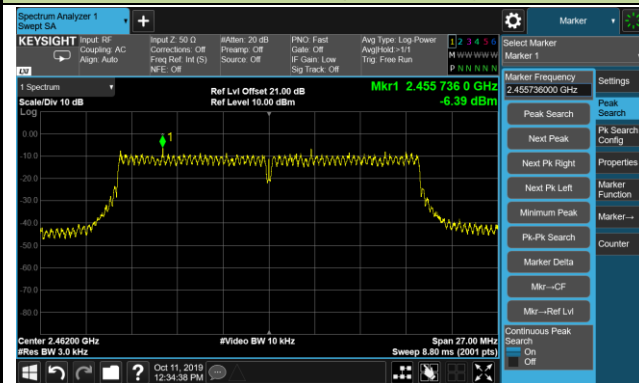 Spectrum Analyzer 1
Swept SA
Marker
KEYSIGHT
Input: RF
Coupling: AC
Align: Auto
Input Z: 50 Ω
Corrections: Off
Freq Ref: Int (S)
NFE: Off
#Atten: 20 dB
Preamp: Off
Source: Off
PNO: Fast
Gate: Off
IF Gain: Low
Sig Track: Off
Avg Type: Log-Power
Avg|Hold:>1/1
Trig: Free Run
1 2 3 4 5 6
M W W W W W
P N N N N N
Select Marker
Marker 1
LXI
1 Spectrum
Scale/Div 10 dB
Log
Ref Lvl Offset 21.00 dB
Ref Level 10.00 dBm
Mkr1 2.455 736 0 GHz
-6.39 dBm
Marker Frequency
2.455736000 GHz
Settings
Peak Search
Peak
Search
Next Peak
Pk Search
Config
Next Pk Right
Properties
Next Pk Left
Marker
Function
Minimum Peak
Marker→
Pk-Pk Search
Counter
Marker Delta
Mkr→CF
Mkr→Ref Lvl
Continuous Peak
Search
On
Off
1
0.00
-10.0
-20.0
-30.0
-40.0
-50.0
-60.0
-70.0
-80.0
Center 2.46200 GHz
#Res BW 3.0 kHz
#Video BW 10 kHz
Span 27.00 MHz
Sweep 8.80 ms (2001 pts)
Oct 11, 2019
12:34:38 PM